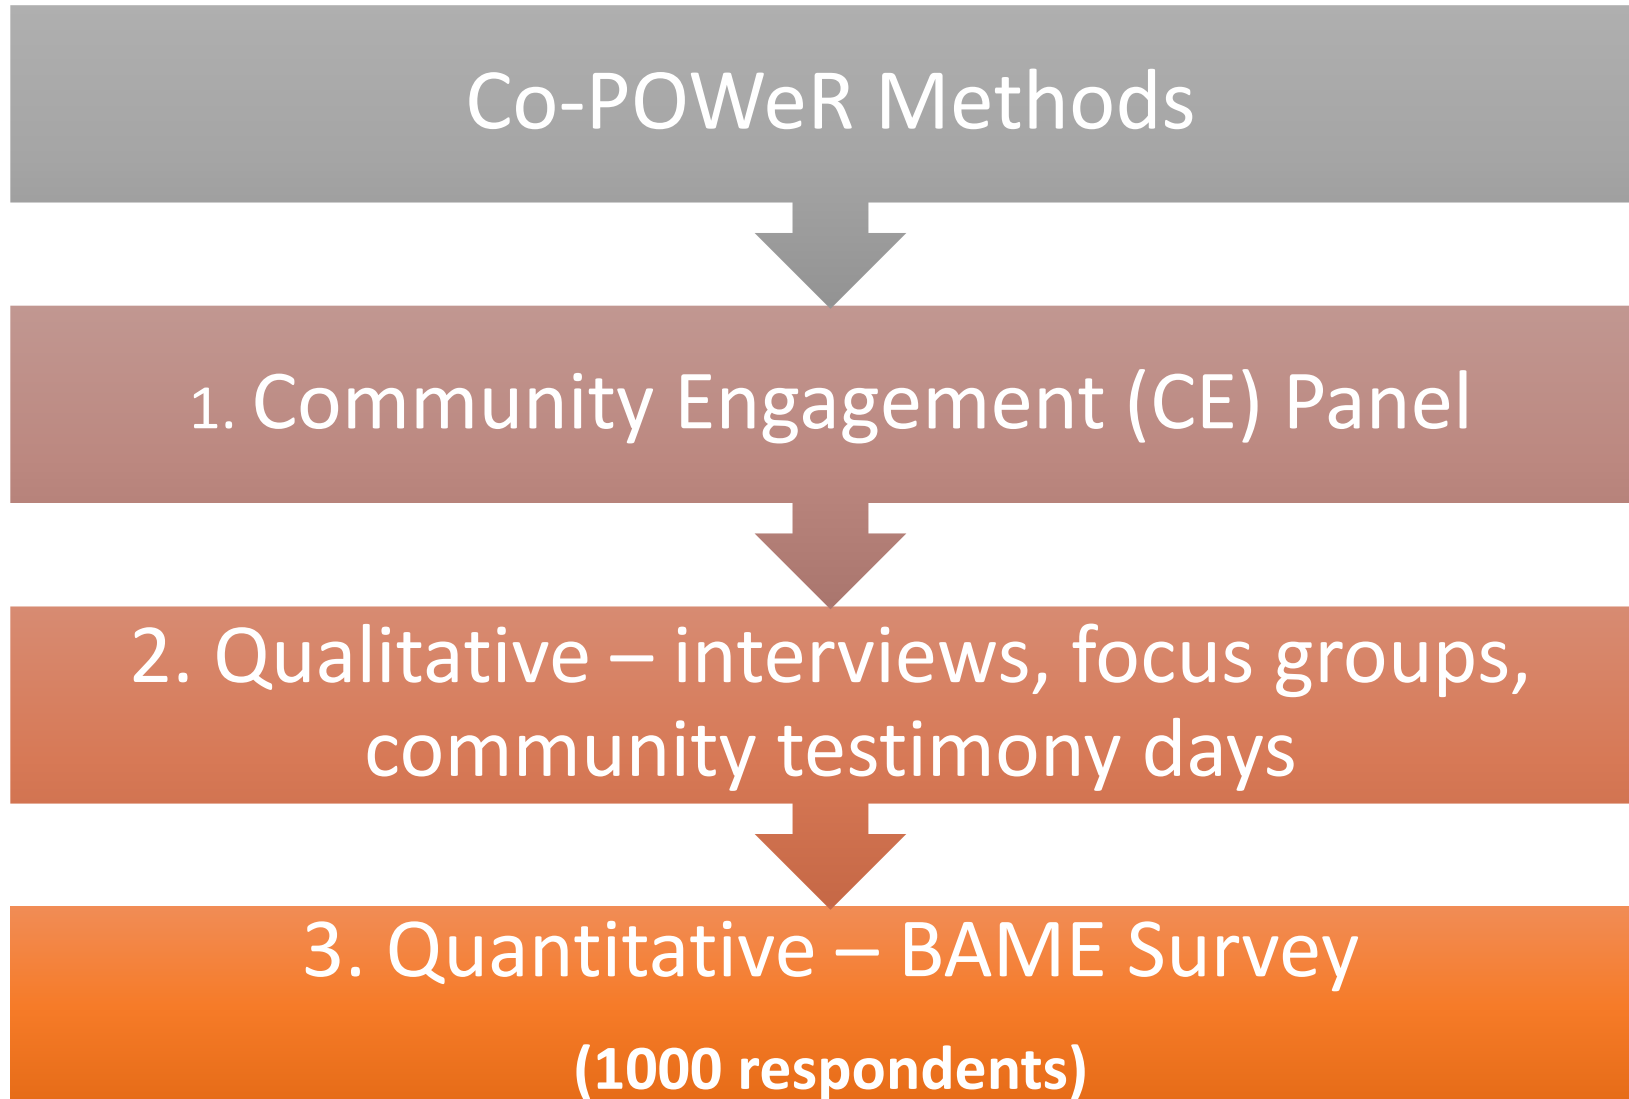 Co-POWeR Methods
1. Community Engagement (CE) Panel
2. Qualitative – interviews, focus groups,
community testimony days
3. Quantitative – BAME Survey
(1000 respondents)